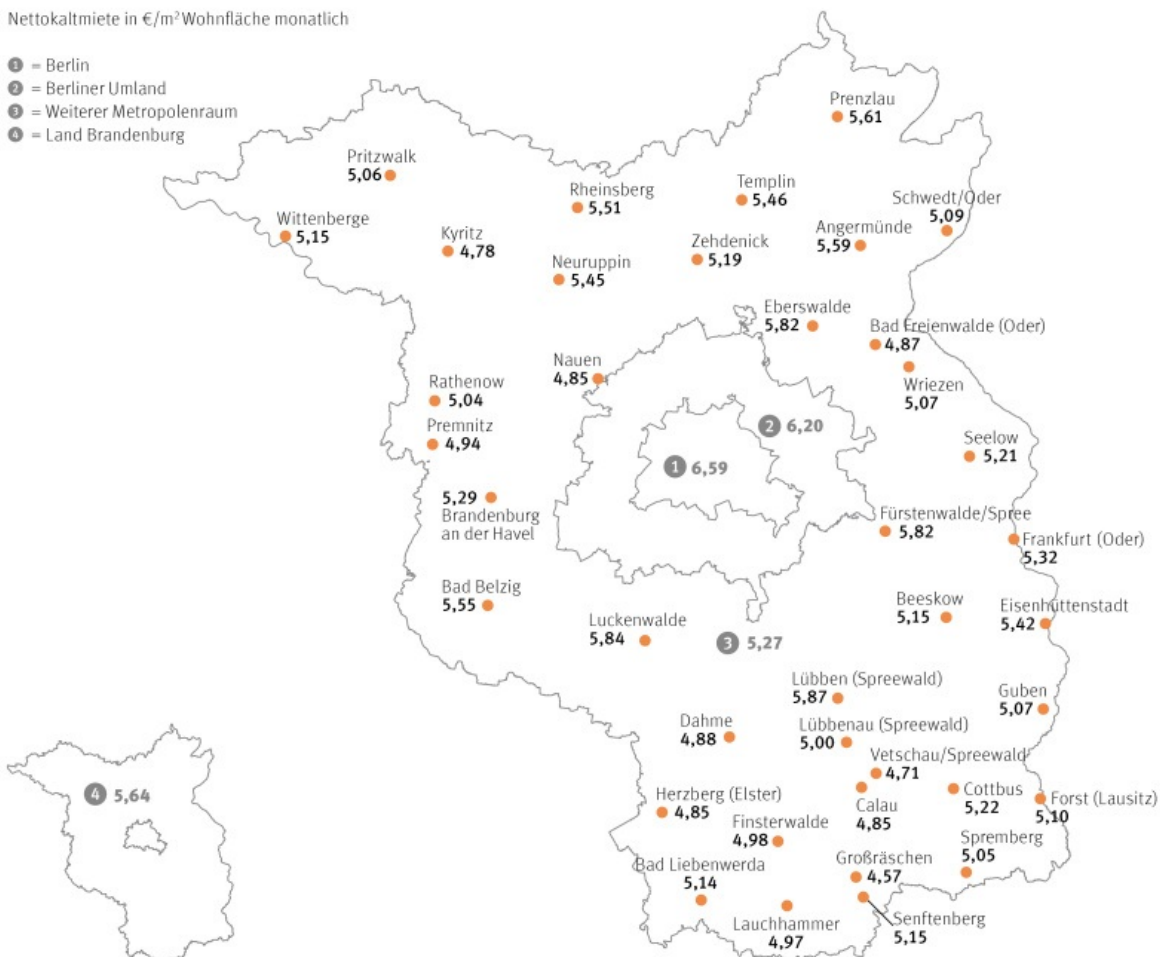 Nettokaltmiete in €/m² Wohnfläche monatlich
1 = Berlin
2 = Berliner Umland
3 = Weiterer Metropolenraum
4 = Land Brandenburg
Prenzlau
5,61
Pritzwalk
5,06
Rheinsberg
5,51
Templin
5,46
Schwedt/Oder
5,09
Wittenberge
5,15
Kyritz
4,78
Neuruppin
5,45
Zehdenick
5,19
Angermünde
5,59
Eberswalde
5,82
Bad Freienwalde (Oder)
4,87
Wriezen
5,07
Nauen
4,85
Rathenow
5,04
Premnitz
4,94
2 6,20
1 6,59
Seelow
5,21
5,29
Brandenburg
an der Havel
Fürstenwalde/Spree
5,82
Frankfurt (Oder)
5,32
Bad Belzig
5,55
Luckenwalde
5,84
3 5,27
Beeskow
5,15
Eisenhüttenstadt
5,42
Lübben (Spreewald)
5,87
Guben
5,07
Dahme
4,88
Lübbenau (Spreewald)
5,00
Vetschau/Spreewald
4,71
Calau
4,85
Cottbus
5,22
Forst (Lausitz)
5,10
4 5,64
Herzberg (Elster)
4,85
Finsterwalde
4,98
Spremberg
5,05
Bad Liebenwerda
5,14
Großräschen
4,57
Lauchhammer
4,97
Senftenberg
5,15